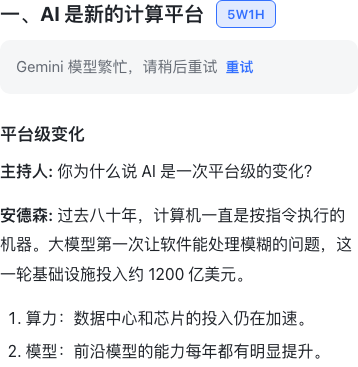 一、AI 是新的计算平台 5W1H
Gemini 模型繁忙，请稍后重试 重试
平台级变化
主持人: 你为什么说 AI 是一次平台级的变化？
安德森: 过去八十年，计算机一直是按指令执行的
机器。大模型第一次让软件能处理模糊的问题，这
一轮基础设施投入约 1200 亿美元。
1. 算力：数据中心和芯片的投入仍在加速。
2. 模型：前沿模型的能力每年都有明显提升。